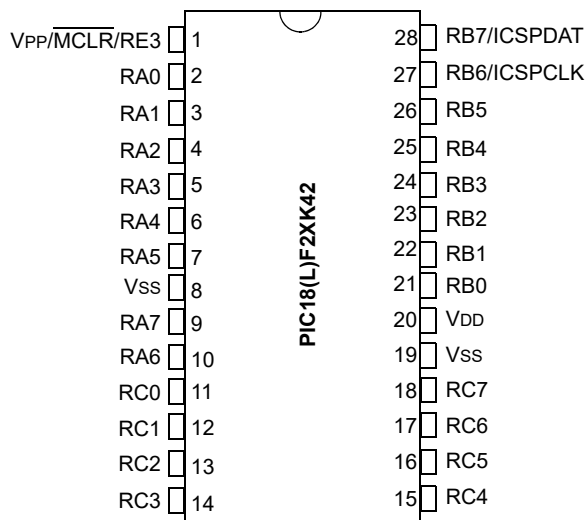 VPP/MCLR/RE3 1 28 RB7/ICSPDAT
RA0 2 27 RB6/ICSPCLK
RA1 3 26 RB5
RA2 4 25 RB4
RA3 5 24 RB3
RA4 6 23 RB2
RA5 7 22 RB1
VSS 8 21 RB0
RA7 9 20 VDD
RA6 10 19 VSS
RC0 11 18 RC7
RC1 12 17 RC6
RC2 13 16 RC5
RC3 14 15 RC4
PIC18(L)F2XK42